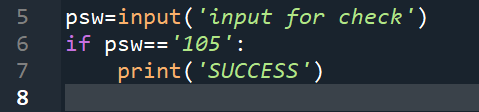 5 psw=input('input for check')
6 if psw=='105':
7     print('SUCCESS')
8